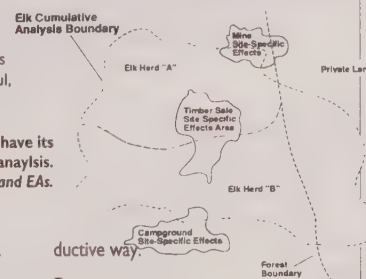 Elk Cumulative
Analysis Boundary
Mine
Site-Specific
Effects
Elk Herd "A"
Private
Timber Sale
Site Specific
Effects Area
have its
anaylsis.
and EAs.
Elk Herd "B"
Campground
Site-Specific Effects
ductive way.
Forest
Boundary